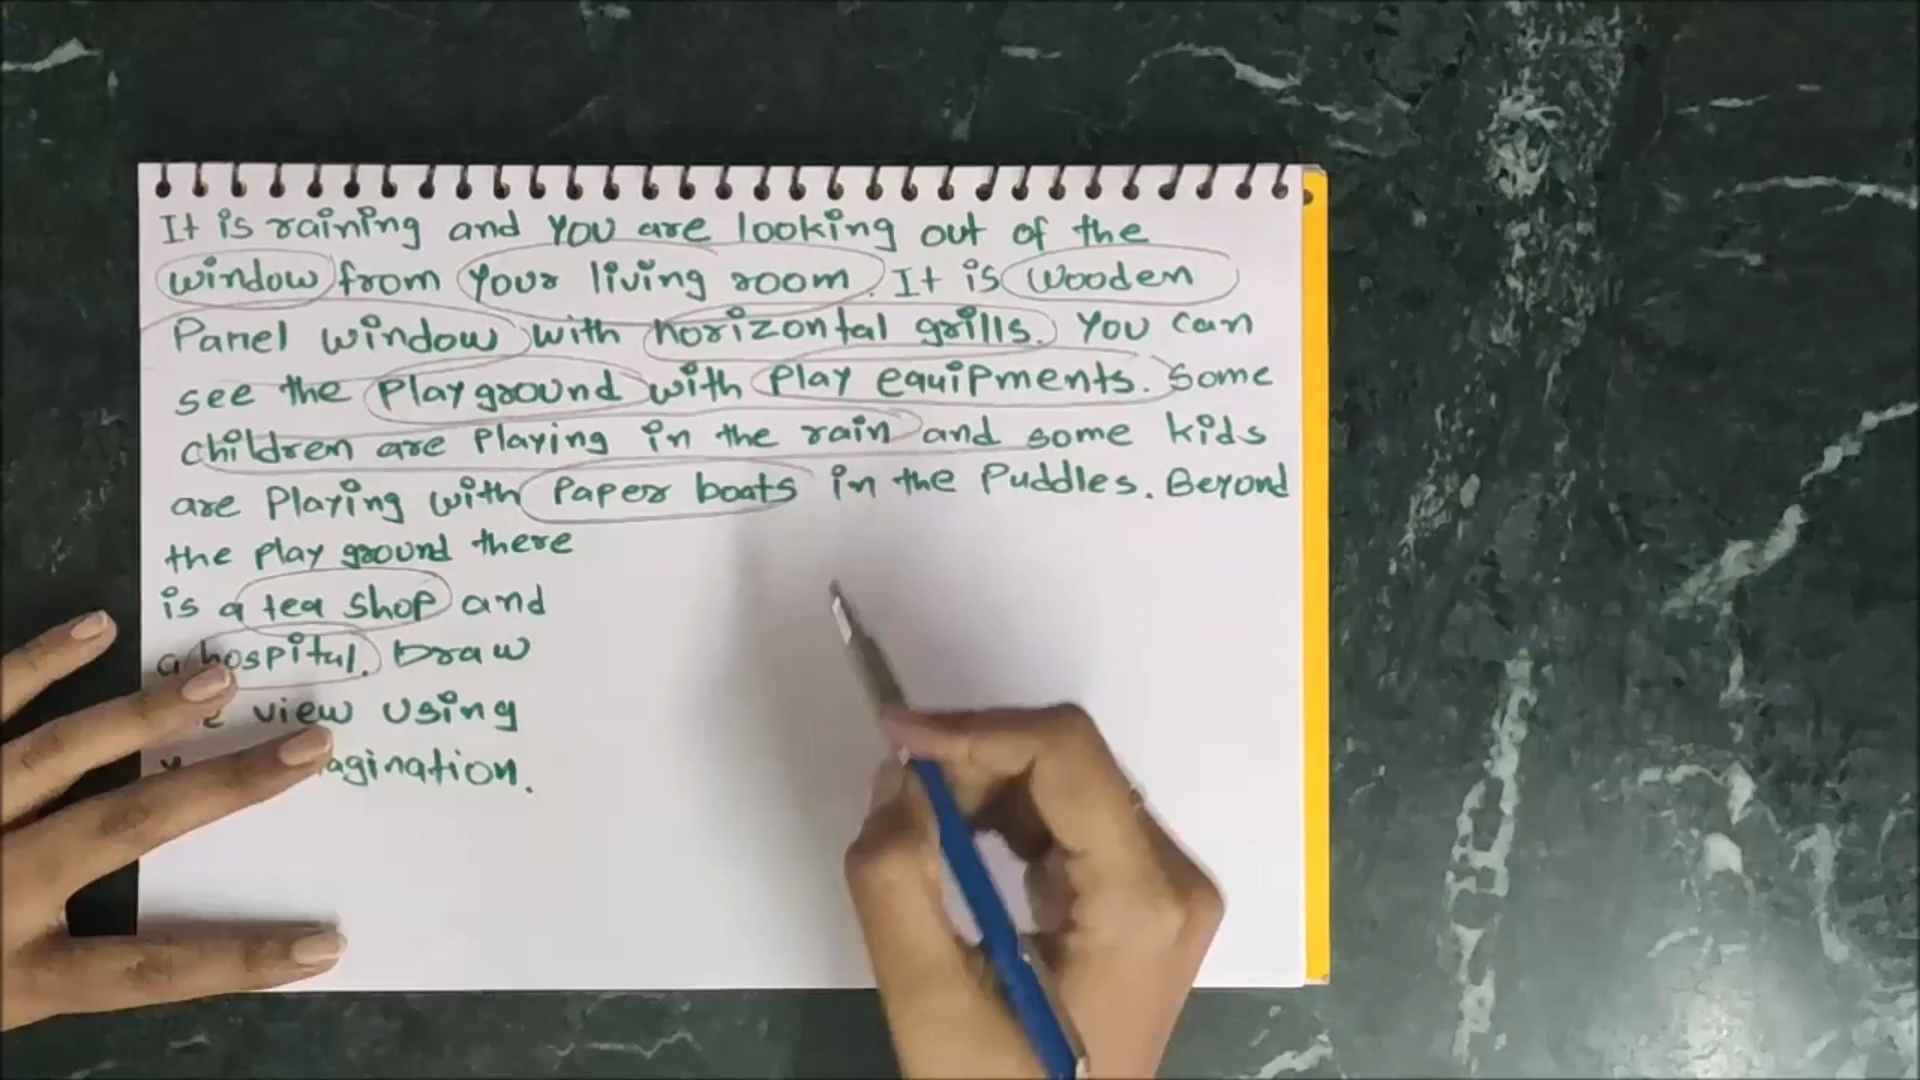 It is raining and you are looking out of the
window from your living room. It is wooden
Panel window with horizontal grills. You can
see the playground with play equipments. Some
children are playing in the rain and some kids
are playing with paper boats in the puddles. Beyond
the play ground there
is a tea shop and
a hospital. Draw
view using
agination.